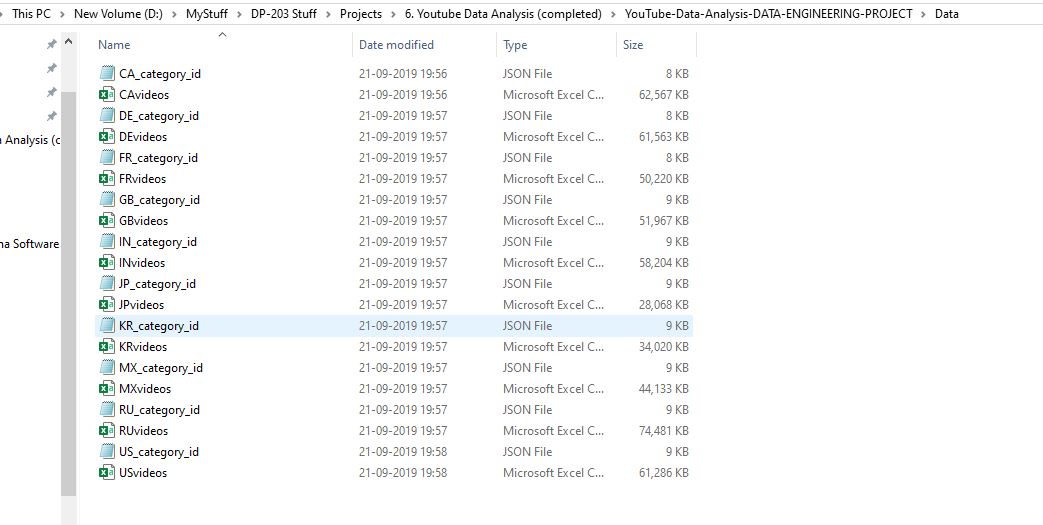 This PC > New Volume (D:) > MyStuff > DP-203 Stuff > Projects > 6. Youtube Data Analysis (completed) > YouTube-Data-Analysis-DATA-ENGINEERING-PROJECT > Data
Name Date modified Type Size
CA_category_id 21-09-2019 19:56 JSON File 8 KB
CAvideos 21-09-2019 19:56 Microsoft Excel C... 62,567 KB
DE_category_id 21-09-2019 19:57 JSON File 8 KB
DEvideos 21-09-2019 19:57 Microsoft Excel C... 61,563 KB
a Analysis (c
FR_category_id 21-09-2019 19:57 JSON File 8 KB
FRvideos 21-09-2019 19:57 Microsoft Excel C... 50,220 KB
GB_category_id 21-09-2019 19:57 JSON File 9 KB
GBvideos 21-09-2019 19:57 Microsoft Excel C... 51,967 KB
na Software
IN_category_id 21-09-2019 19:57 JSON File 9 KB
INvideos 21-09-2019 19:57 Microsoft Excel C... 58,204 KB
JP_category_id 21-09-2019 19:57 JSON File 9 KB
JPvideos 21-09-2019 19:57 Microsoft Excel C... 28,068 KB
KR_category_id 21-09-2019 19:57 JSON File 9 KB
KRvideos 21-09-2019 19:57 Microsoft Excel C... 34,020 KB
MX_category_id 21-09-2019 19:57 JSON File 9 KB
MXvideos 21-09-2019 19:57 Microsoft Excel C... 44,133 KB
RU_category_id 21-09-2019 19:57 JSON File 9 KB
RUvideos 21-09-2019 19:57 Microsoft Excel C... 74,481 KB
US_category_id 21-09-2019 19:58 JSON File 9 KB
USvideos 21-09-2019 19:58 Microsoft Excel C... 61,286 KB